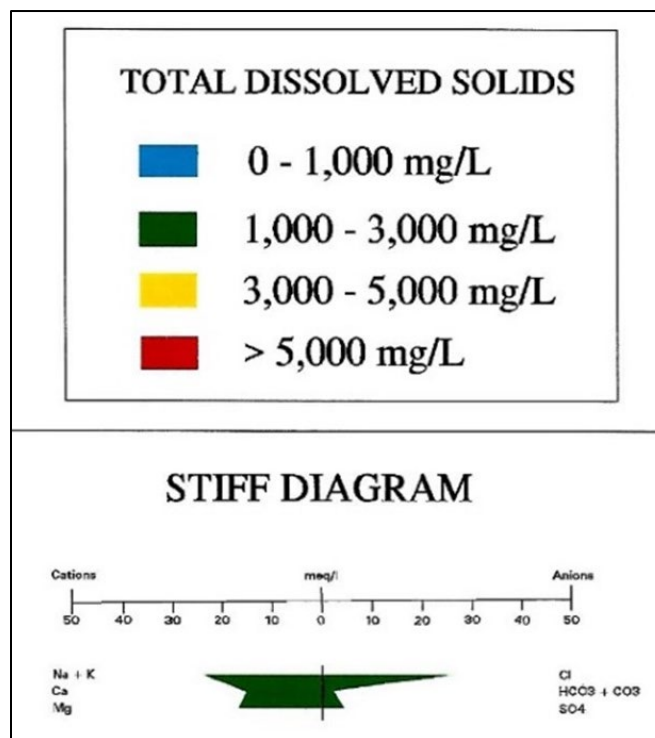 TOTAL DISSOLVED SOLIDS
0 - 1,000 mg/L
1,000 - 3,000 mg/L
3,000 - 5,000 mg/L
> 5,000 mg/L
STIFF DIAGRAM
Cations meq/l Anions
50 40 30 20 10 0 10 20 30 40 50
Na + K Cl
Ca HCO3 + CO3
Mg SO4